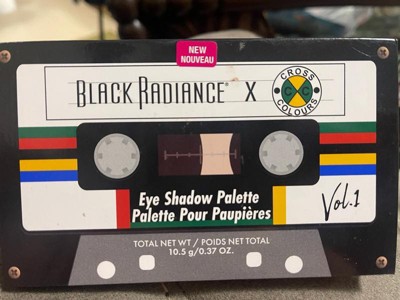 NEW
NOUVEAU
BLACK RADIANCE® X
CROSS
CC
COLOURS
Eye Shadow Palette
Palette Pour Paupières
Vol.1
TOTAL NET WT / POIDS NET TOTAL
10.5 g/0.37 OZ.